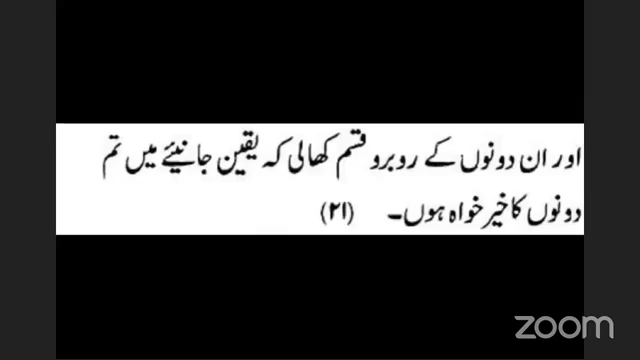 اور ان دونوں کے روبرو قسم کھالی کہ یقین جانیئے میں تم
دونوں کا خیر خواہ ہوں۔ (۲۱)
zoom